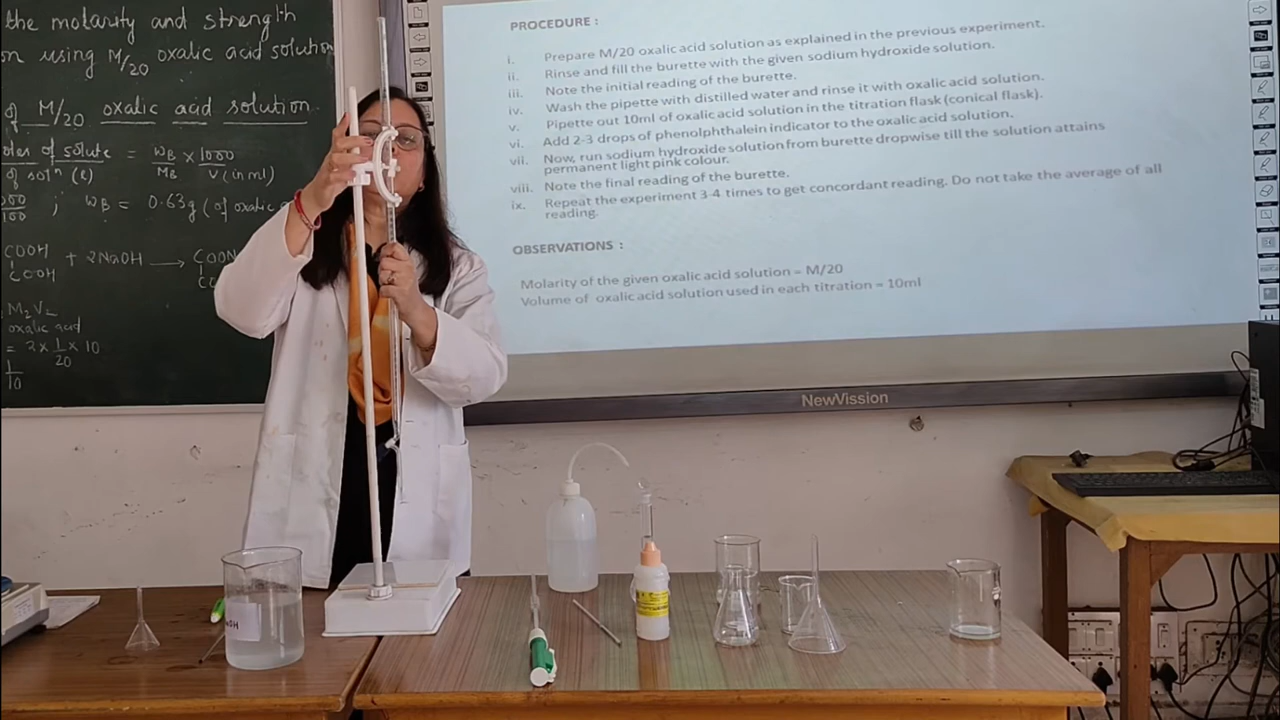 the molarity and strength
on using M/20 oxalic acid solution
of M/20 oxalic acid solution.
oles of solute = WB × 1000
of solⁿ (l) MB V (in ml)
000 ; WB = 0.63g (of oxalic
100
COOH + 2NaOH → COON
COOH
M2V2
oxalic acid
= 2 × 1/20 × 10
1
10
PROCEDURE :
i. Prepare M/20 oxalic acid solution as explained in the previous experiment.
ii. Rinse and fill the burette with the given sodium hydroxide solution.
iii. Note the initial reading of the burette.
iv. Wash the pipette with distilled water and rinse it with oxalic acid solution.
v. Pipette out 10ml of oxalic acid solution in the titration flask (conical flask).
vi. Add 2-3 drops of phenolphthalein indicator to the oxalic acid solution.
vii. Now, run sodium hydroxide solution from burette dropwise till the solution attains
permanent light pink colour.
viii. Note the final reading of the burette.
ix. Repeat the experiment 3-4 times to get concordant reading. Do not take the average of all
reading.
OBSERVATIONS :
Molarity of the given oxalic acid solution = M/20
Volume of oxalic acid solution used in each titration = 10ml
NewVission